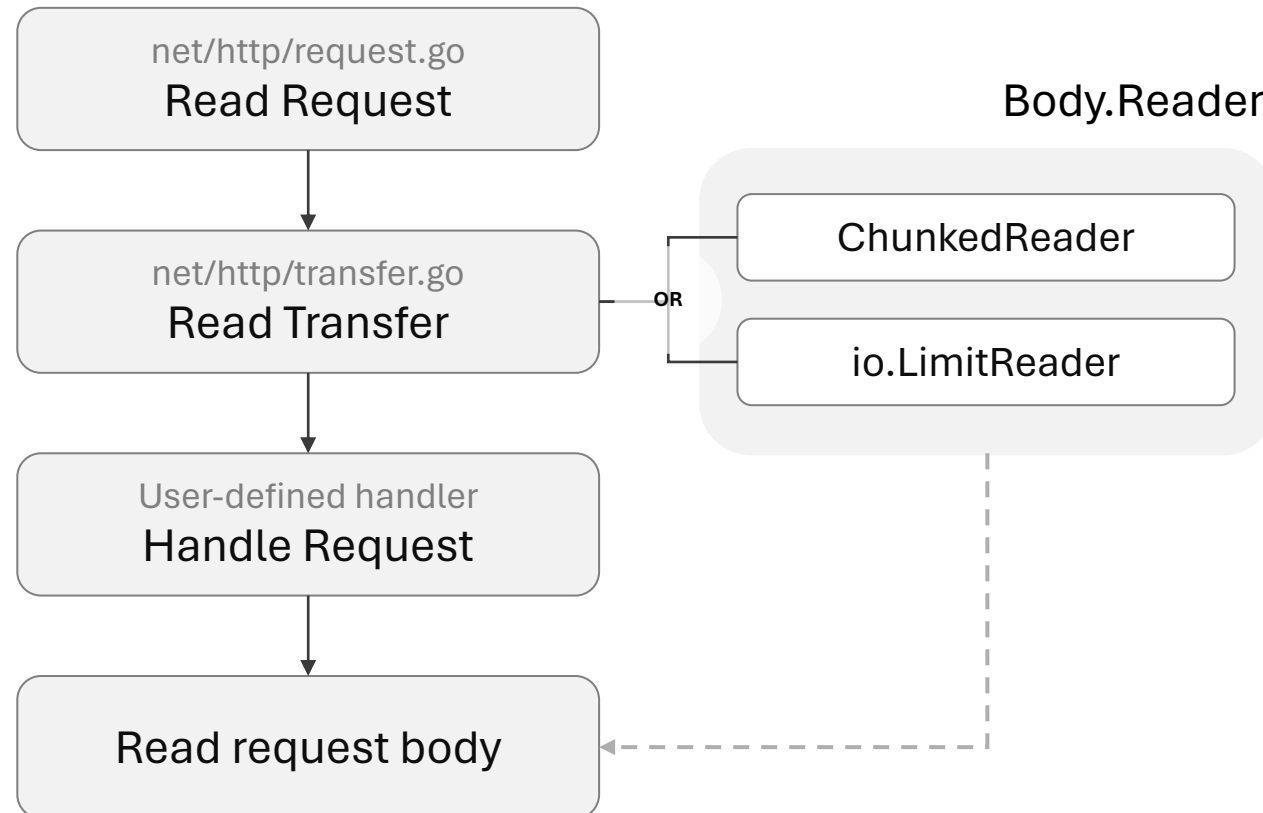 net/http/request.go
Read Request
Body.Reader
net/http/transfer.go
Read Transfer
ChunkedReader
OR
io.LimitReader
User-defined handler
Handle Request
Read request body